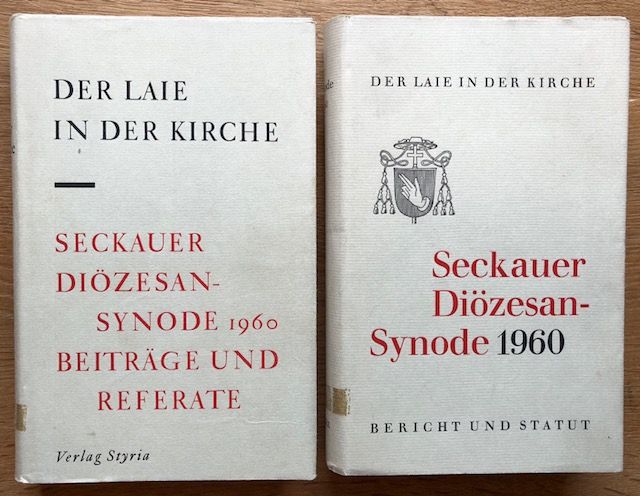 DER LAIE
IN DER KIRCHE
SECKAUER
DIÖZESAN-
SYNODE 1960
BEITRÄGE UND
REFERATE
Verlag Styria
DER LAIE IN DER KIRCHE
Seckauer
Diözesan-
Synode 1960
BERICHT UND STATUT